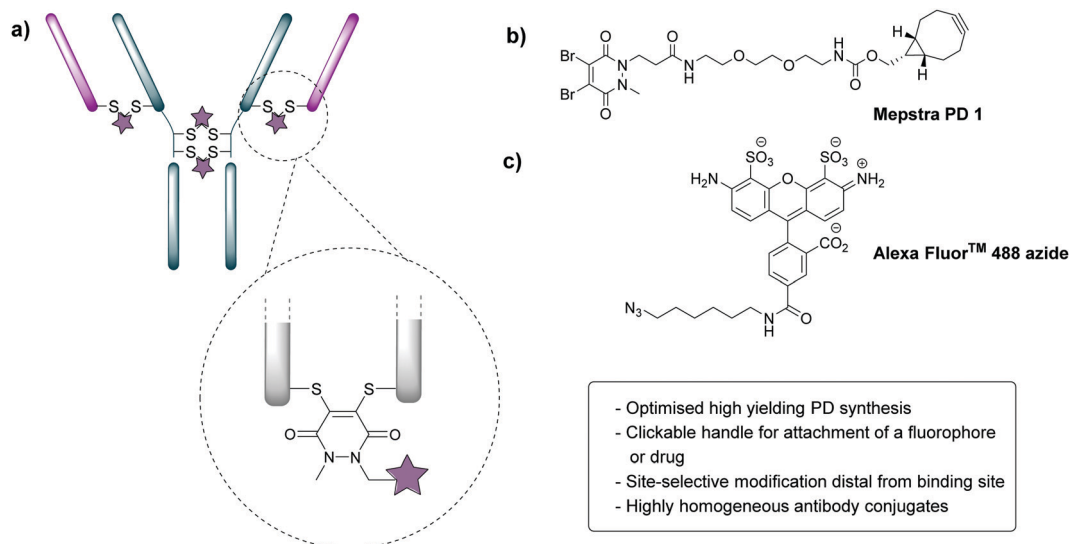 a)
S S
S S
S S
S S
S S
O O
N N
b)
O O
Br N
N
H
O
O
H
N O
O
H
H
Br N
O
Mepstra PD 1
c)
⊖ ⊖
SO3 SO3
H2N O NH2
⊕
⊖
CO2
Alexa Fluor™ 488 azide
N3
N
H
O
- Optimised high yielding PD synthesis
- Clickable handle for attachment of a fluorophore
or drug
- Site-selective modification distal from binding site
- Highly homogeneous antibody conjugates